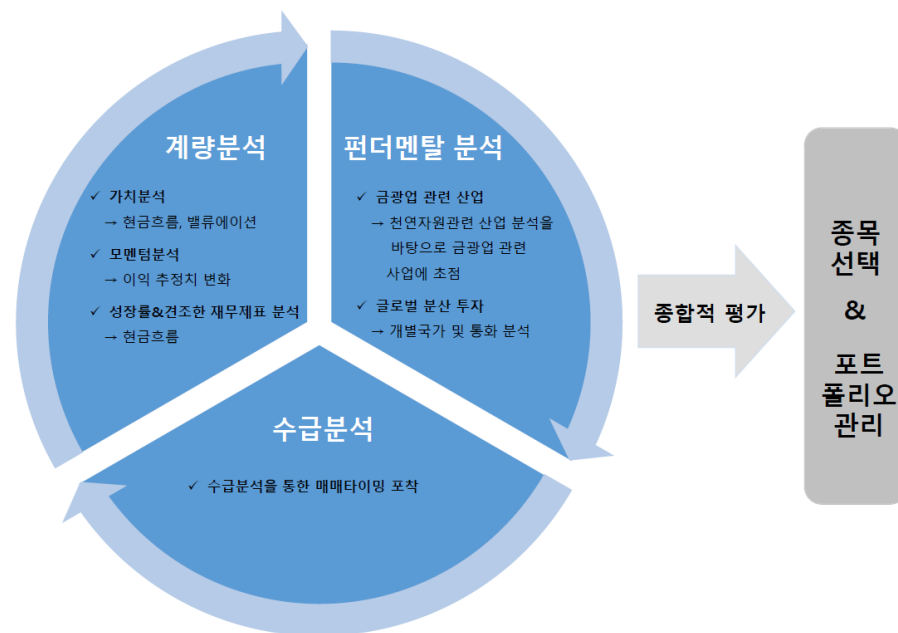 계량분석
✓ 가치분석
→ 현금흐름, 밸류에이션
✓ 모멘텀분석
→ 이익 추정치 변화
✓ 성장률&견조한 재무제표 분석
→ 현금흐름
펀더멘탈 분석
✓ 금광업 관련 산업
→ 천연자원관련 산업 분석을
바탕으로 금광업 관련
사업에 초점
✓ 글로벌 분산 투자
→ 개별국가 및 통화 분석
수급분석
✓ 수급분석을 통한 매매타이밍 포착
종합적 평가
종목
선택
&
포트
폴리오
관리